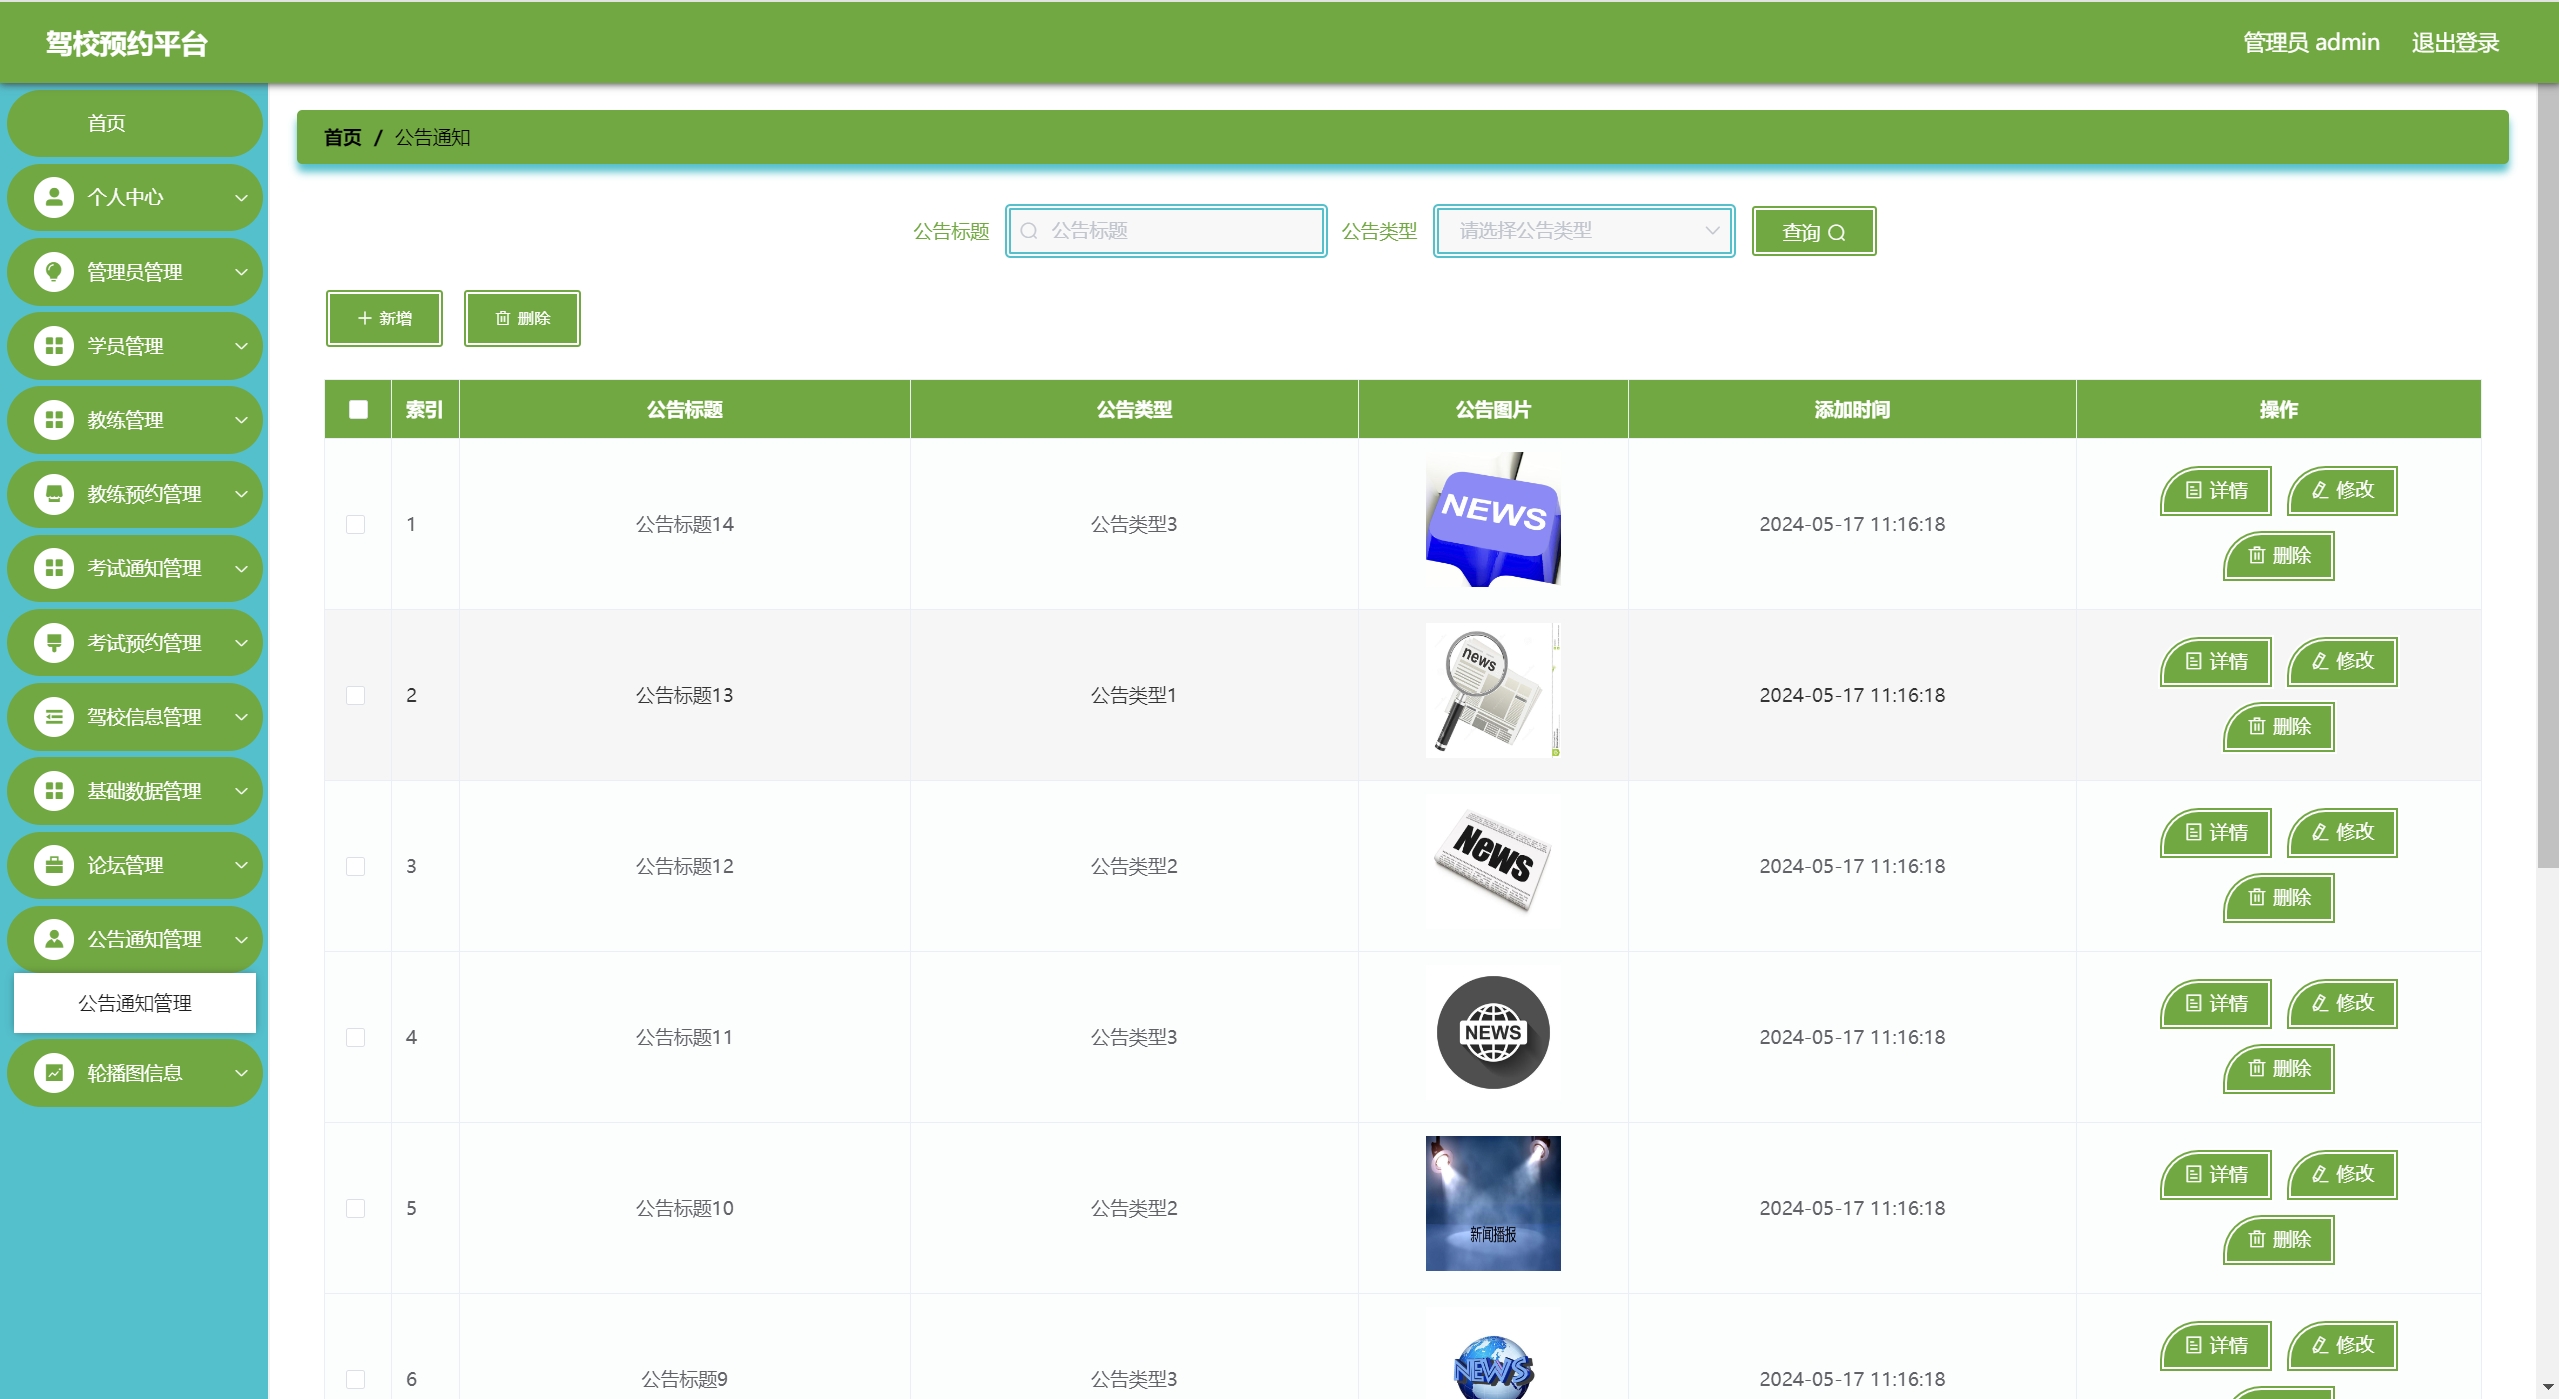 驾校预约平台
管理员 admin 退出登录
首页
个人中心
管理员管理
学员管理
教练管理
教练预约管理
考试通知管理
考试预约管理
驾校信息管理
基础数据管理
论坛管理
公告通知管理
公告通知管理
轮播图信息
首页 / 公告通知
公告标题 公告标题 公告类型 请选择公告类型 查询
新增 删除
索引 公告标题 公告类型 公告图片 添加时间 操作
1 公告标题14 公告类型3 NEWS 2024-05-17 11:16:18 详情 修改
删除
2 公告标题13 公告类型1 news 2024-05-17 11:16:18 详情 修改
删除
3 公告标题12 公告类型2 News 2024-05-17 11:16:18 详情 修改
删除
4 公告标题11 公告类型3 NEWS 2024-05-17 11:16:18 详情 修改
删除
5 公告标题10 公告类型2 新闻播报 2024-05-17 11:16:18 详情 修改
删除
6 公告标题9 公告类型3 NEWS 2024-05-17 11:16:18 详情 修改